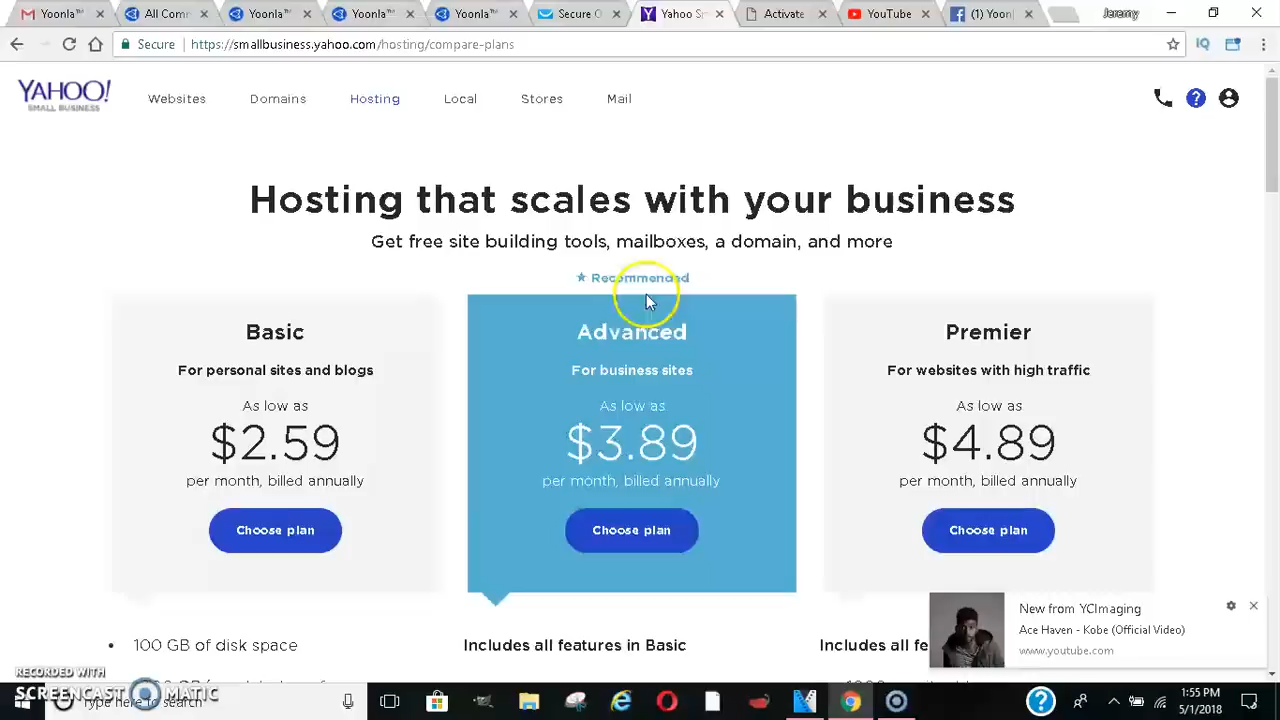 Gmail
All Comm
Yoonla™
Yoonla™
Yoonla™
Secure O
Yahoo Sm
Activate
YouTube
(1) Yoonl
Jeremy
Secure https://smallbusiness.yahoo.com/hosting/compare-plans
YAHOO!
SMALL BUSINESS
Websites Domains Hosting Local Stores Mail
Hosting that scales with your business
Get free site building tools, mailboxes, a domain, and more
★ Recommended
Basic
For personal sites and blogs
As low as
$2.59
per month, billed annually
Choose plan
Advanced
For business sites
As low as
$3.89
per month, billed annually
Choose plan
Premier
For websites with high traffic
As low as
$4.89
per month, billed annually
Choose plan
• 100 GB of disk space
Includes all features in Basic
Includes all fe
New from YCImaging
Ace Haven - Kobe (Official Video)
www.youtube.com
RECORDED WITH
SCREENCAST MATIC
Type here to search
1:55 PM
5/1/2018